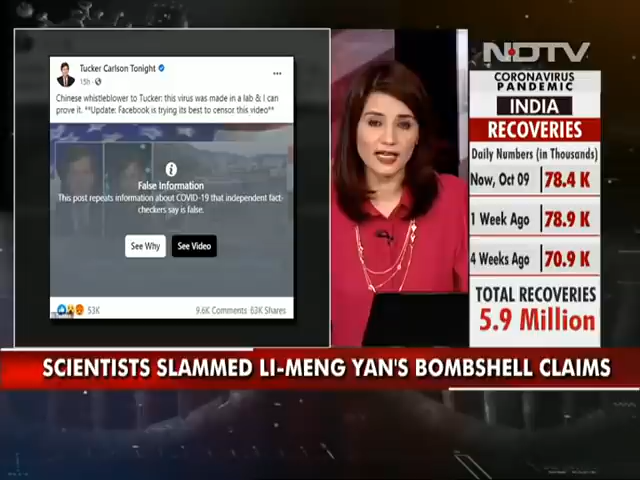 Tucker Carlson Tonight
15h
Chinese whistleblower to Tucker: this virus was made in a lab & I can
prove it. **Update: Facebook is trying its best to censor this video**
False Information
This post repeats information about COVID-19 that independent fact-
checkers say is false.
See Why
See Video
53K
9.6K Comments 63K Shares
NDTV
CORONAVIRUS
PANDEMIC
INDIA
RECOVERIES
Daily Numbers (in Thousands)
Now, Oct 09 78.4 K
1 Week Ago 78.9 K
4 Weeks Ago 70.9 K
TOTAL RECOVERIES
5.9 Million
SCIENTISTS SLAMMED LI-MENG YAN'S BOMBSHELL CLAIMS